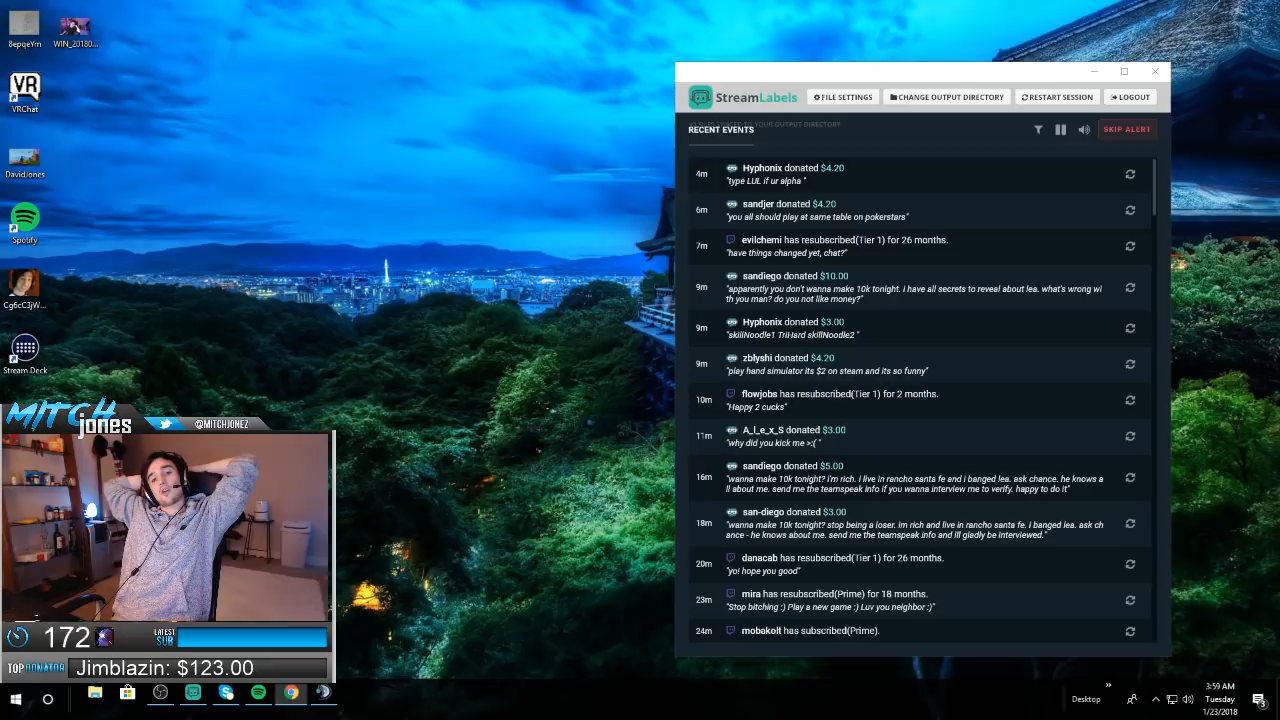 8epqeYm
WIN_20180...
VRChat
DavidJones
Spotify
Cg6cC3jW...
Stream Deck
StreamLabels
FILE SETTINGS
CHANGE OUTPUT DIRECTORY
RESTART SESSION
LOGOUT
RECENT EVENTS
SKIP ALERT
4m
Hyphonix donated $4.20
"type LUL if ur alpha "
6m
sandjer donated $4.20
"you all should play at same table on pokerstars"
7m
evilchemi has resubscribed(Tier 1) for 26 months.
"have things changed yet, chat?"
9m
sandiego donated $10.00
"apparently you don't wanna make 10k tonight. i have all secrets to reveal about lea. what's wrong wi
th you man? do you not like money?"
9m
Hyphonix donated $3.00
"skillNoodle1 TriHard skillNoodle2 "
9m
zblyshi donated $4.20
"play hand simulator its $2 on steam and its so funny"
10m
flowjobs has resubscribed(Tier 1) for 2 months.
"Happy 2 cucks"
11m
A_l_e_x_S donated $3.00
"why did you kick me >:( "
16m
sandiego donated $5.00
"wanna make 10k tonight? i'm rich. i live in rancho santa fe and i banged lea. ask chance. he knows a
ll about me. send me the teamspeak info if you wanna interview me to verify. happy to do it"
18m
san-diego donated $3.00
"wanna make 10k tonight? stop being a loser. im rich and live in rancho santa fe. I banged lea. ask ch
ance - he knows about me. send me the teamspeak info and ill gladly be interviewed."
20m
danacab has resubscribed(Tier 1) for 26 months.
"yo! hope you good"
23m
mira has resubscribed(Prime) for 18 months.
"Stop bitching :) Play a new game :) Luv you neighbor :)"
24m
mobakolt has subscribed(Prime).
MITCH
jones
@MITCHJONEZ
172
LATEST
SUB
TOP DONATOR
Jimblazin: $123.00
Desktop
3:59 AM
Tuesday
1/23/2018